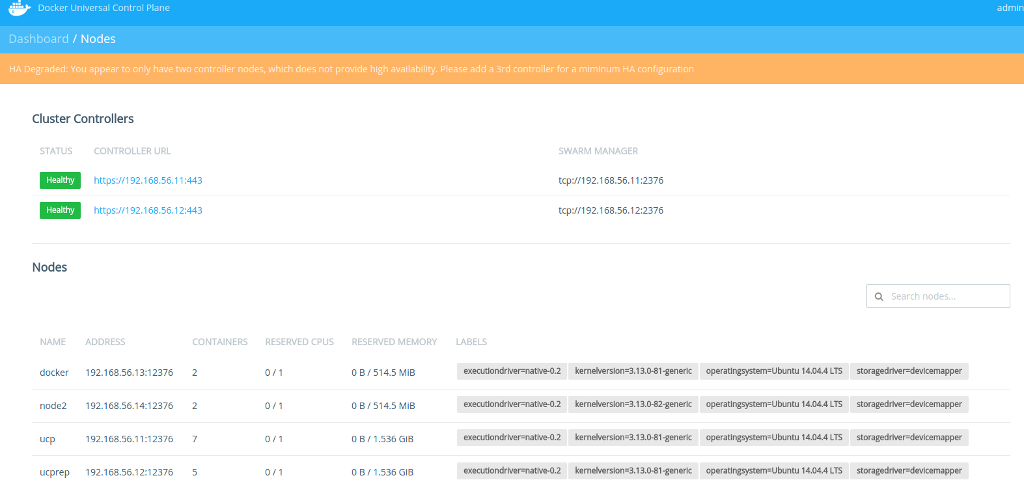 Docker Universal Control Plane admin
Dashboard / Nodes
HA Degraded: You appear to only have two controller nodes, which does not provide high availability. Please add a 3rd controller for a miminum HA configuration
Cluster Controllers
STATUS CONTROLLER URL SWARM MANAGER
Healthy https://192.168.56.11:443 tcp://192.168.56.11:2376
Healthy https://192.168.56.12:443 tcp://192.168.56.12:2376
Nodes
Search nodes...
NAME ADDRESS CONTAINERS RESERVED CPUS RESERVED MEMORY LABELS
docker 192.168.56.13:12376 2 0 / 1 0 B / 514.5 MiB executiondriver=native-0.2 kernelversion=3.13.0-81-generic operatingsystem=Ubuntu 14.04.4 LTS storagedriver=devicemapper
node2 192.168.56.14:12376 2 0 / 1 0 B / 514.5 MiB executiondriver=native-0.2 kernelversion=3.13.0-82-generic operatingsystem=Ubuntu 14.04.4 LTS storagedriver=devicemapper
ucp 192.168.56.11:12376 7 0 / 1 0 B / 1.536 GiB executiondriver=native-0.2 kernelversion=3.13.0-81-generic operatingsystem=Ubuntu 14.04.4 LTS storagedriver=devicemapper
ucprep 192.168.56.12:12376 5 0 / 1 0 B / 1.536 GiB executiondriver=native-0.2 kernelversion=3.13.0-81-generic operatingsystem=Ubuntu 14.04.4 LTS storagedriver=devicemapper